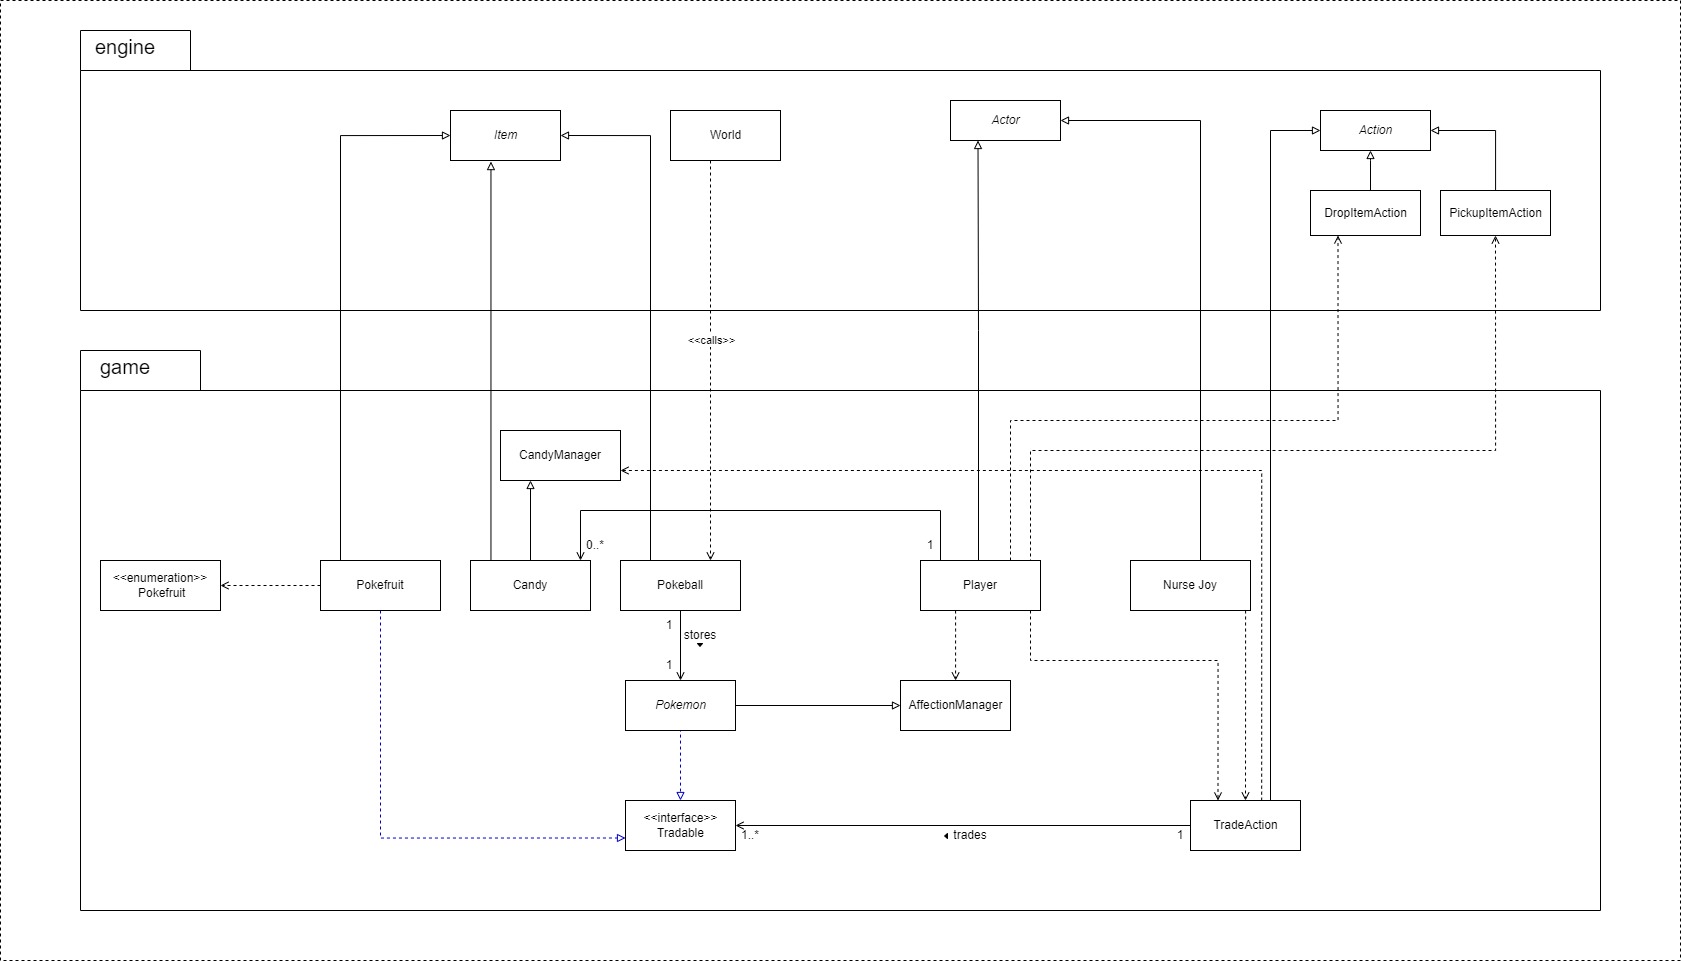 engine
Item
World
Actor
Action
DropItemAction
PickupItemAction
<<calls>>
game
CandyManager
0..*
1
<<enumeration>>
Pokefruit
Pokefruit
Candy
Pokeball
Player
Nurse Joy
1
stores
1
Pokemon
AffectionManager
<<interface>>
Tradable
1..*
trades
1
TradeAction